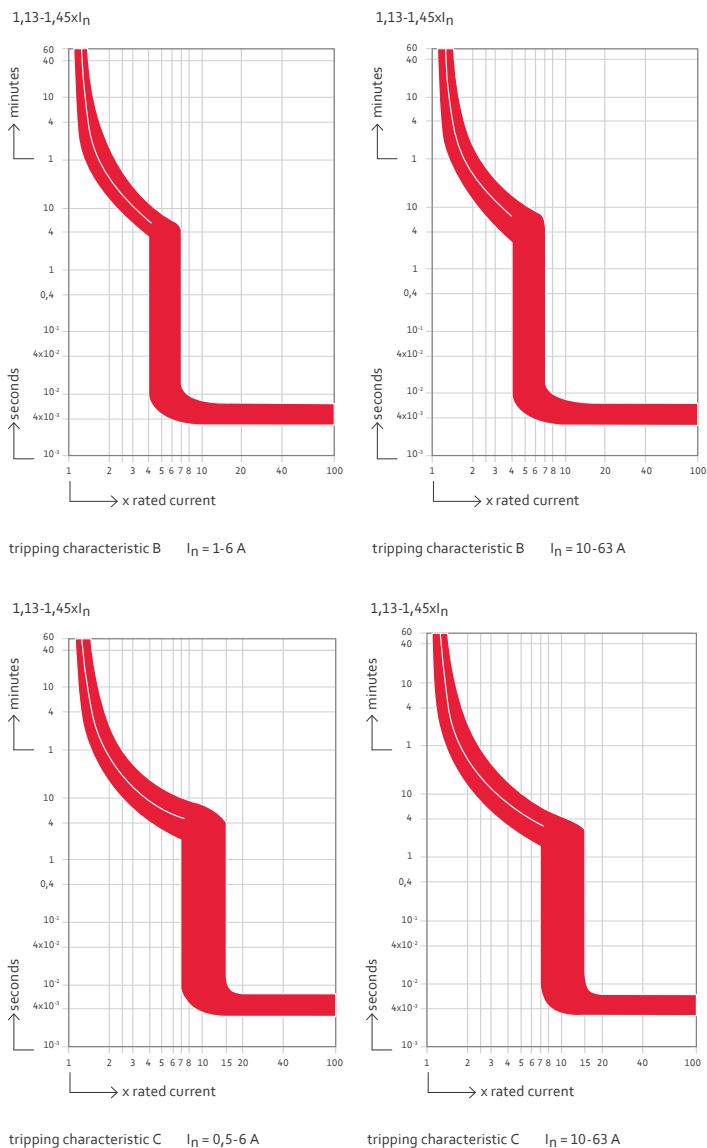 1,13-1,45xIn
60
40
10
4
1
10
4
1
0,4
10-1
4x10-2
10-2
4x10-3
10-3
minutes
seconds
1 2 3 4 5 6 7 8 10 20 40 100
x rated current
tripping characteristic B In = 1-6 A
1,13-1,45xIn
60
40
10
4
1
10
4
1
0,4
10-1
4x10-2
10-2
4x10-3
10-3
minutes
seconds
1 2 3 4 5 6 7 8 10 20 40 100
x rated current
tripping characteristic B In = 10-63 A
1,13-1,45xIn
60
40
10
4
1
10
4
1
0,4
10-1
4x10-2
10-2
4x10-3
10-3
minutes
seconds
1 2 3 4 5 6 7 8 10 15 20 40 100
x rated current
tripping characteristic C In = 0,5-6 A
1,13-1,45xIn
60
40
10
4
1
10
4
1
0,4
10-1
4x10-2
10-2
4x10-3
10-3
minutes
seconds
1 2 3 4 5 6 7 8 10 15 20 40 100
x rated current
tripping characteristic C In = 10-63 A